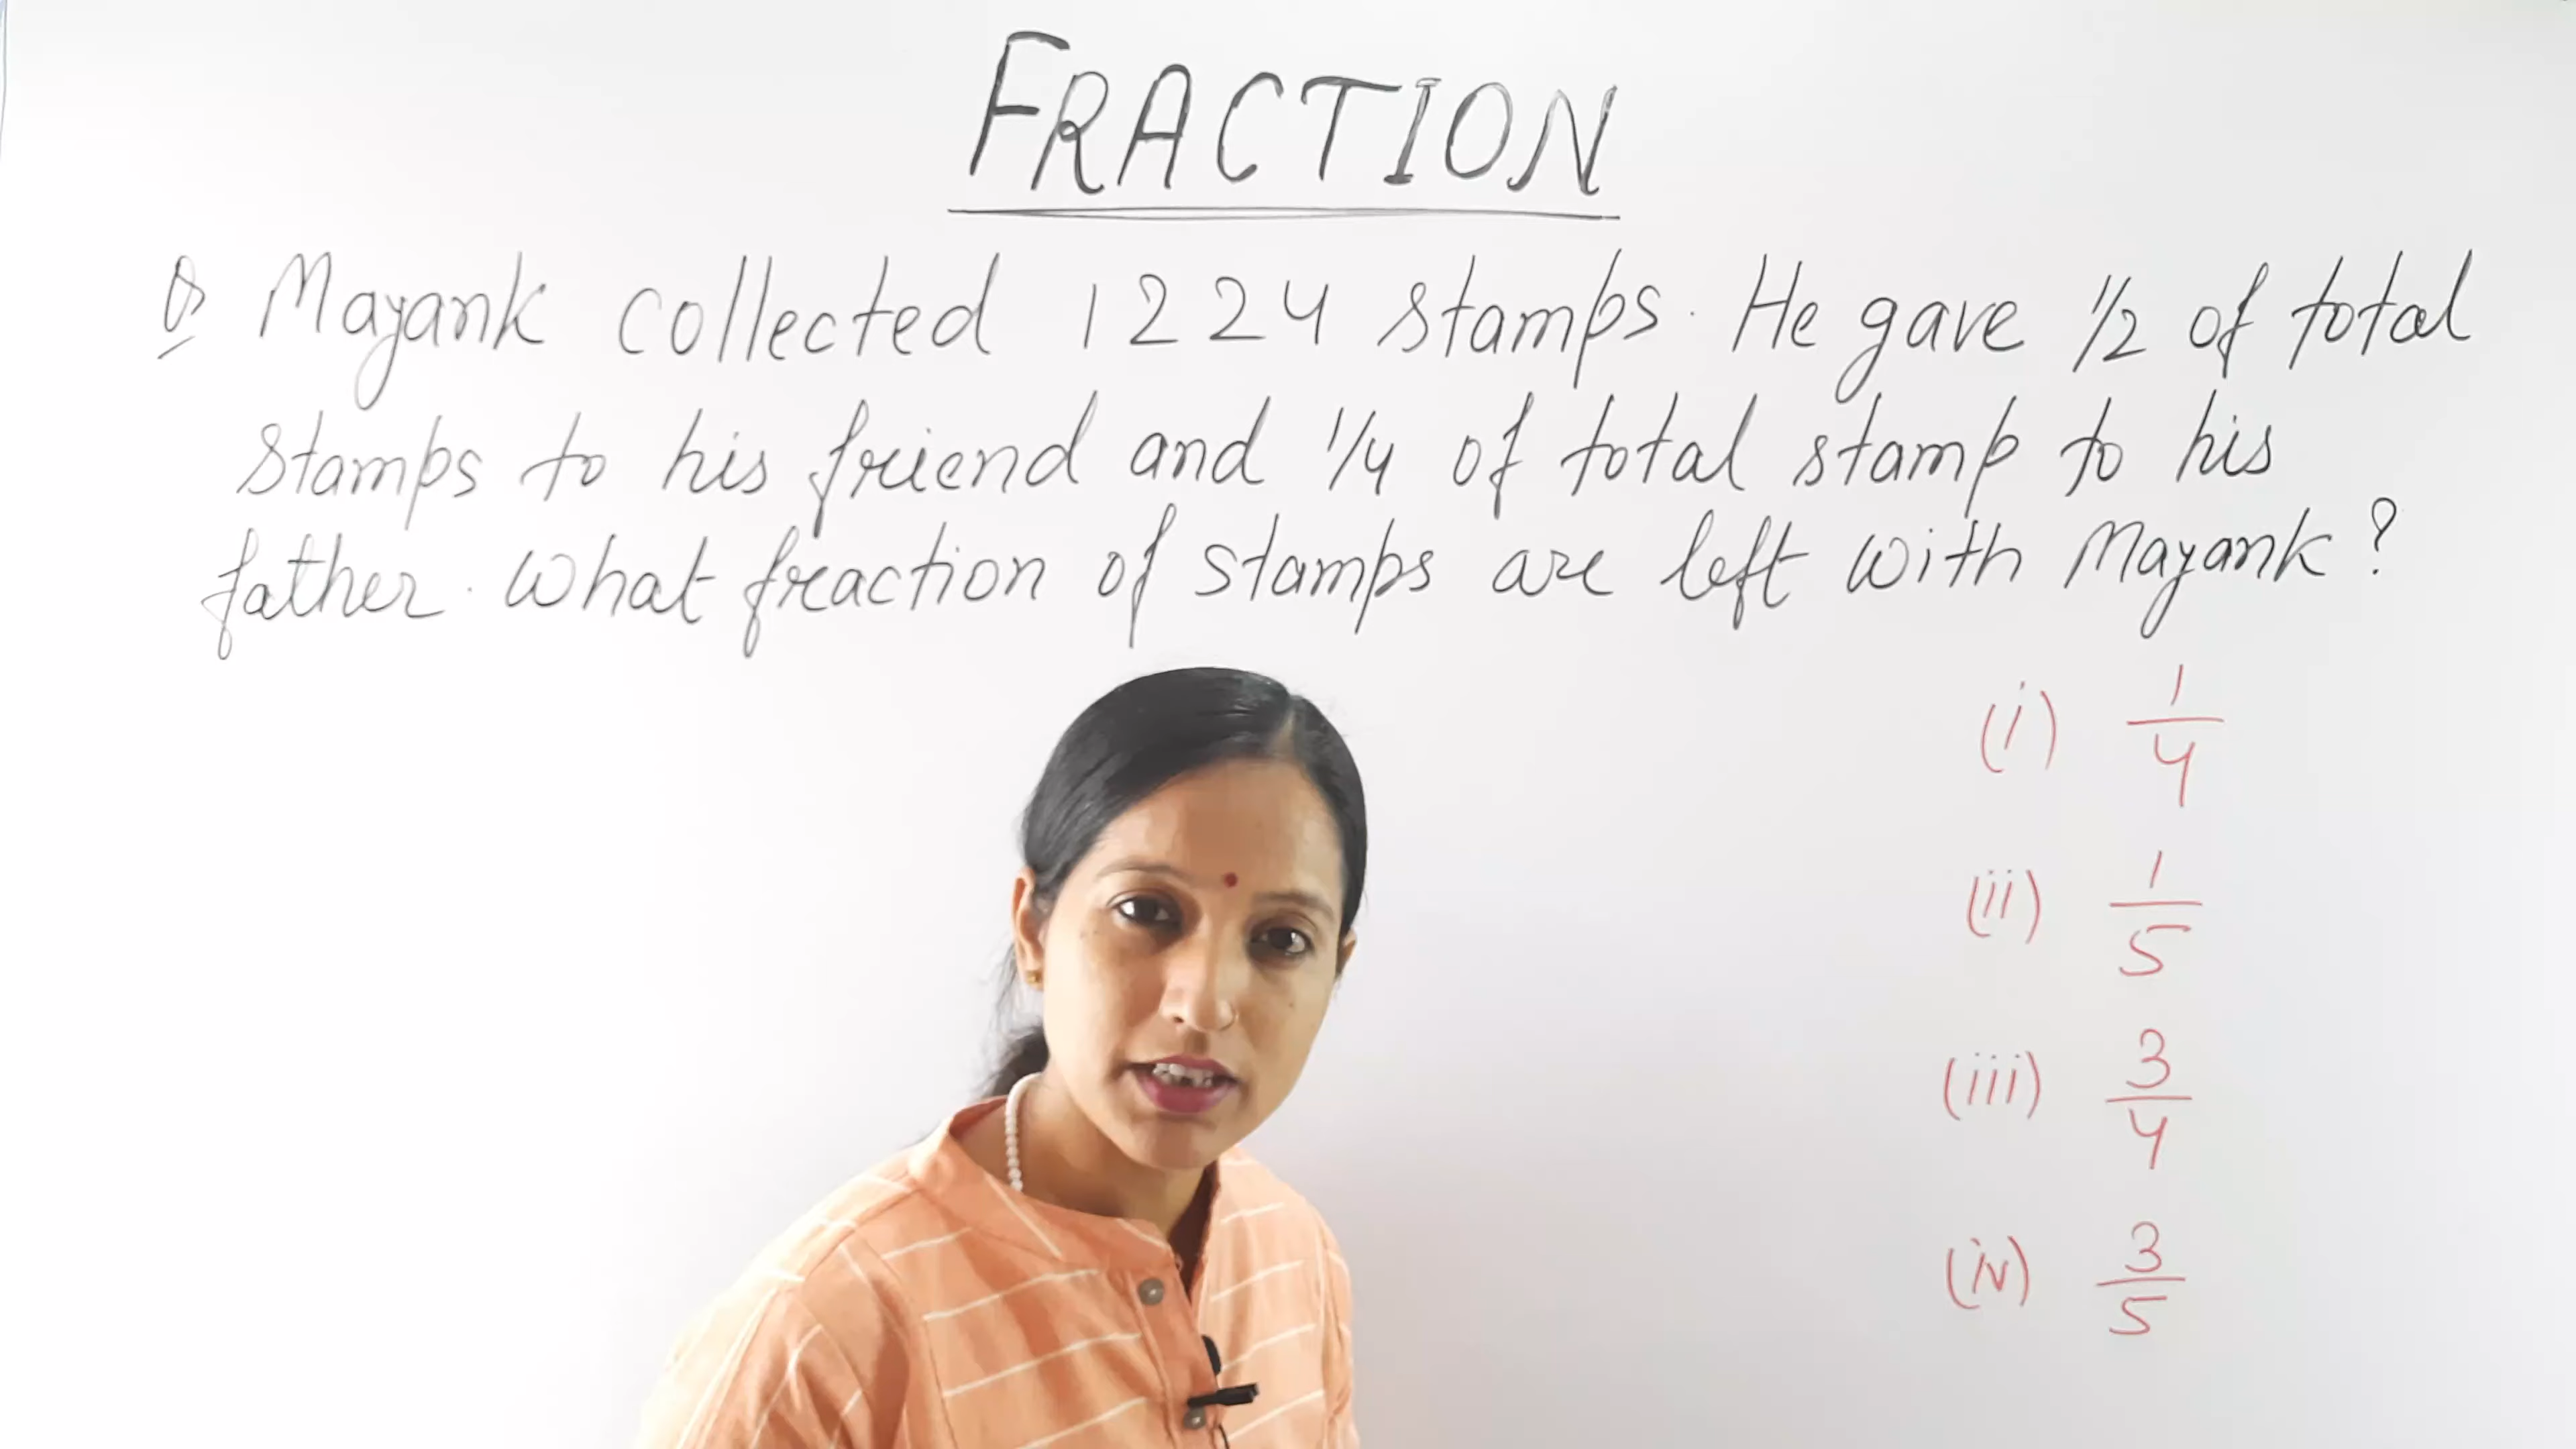 FRACTION
Q Mayank collected 1224 stamps. He gave 1/2 of total
stamps to his friend and 1/4 of total stamp to his
father. What fraction of stamps are left with Mayank?
(i) 1/4
(ii) 1/5
(iii) 3/4
(iv) 3/5